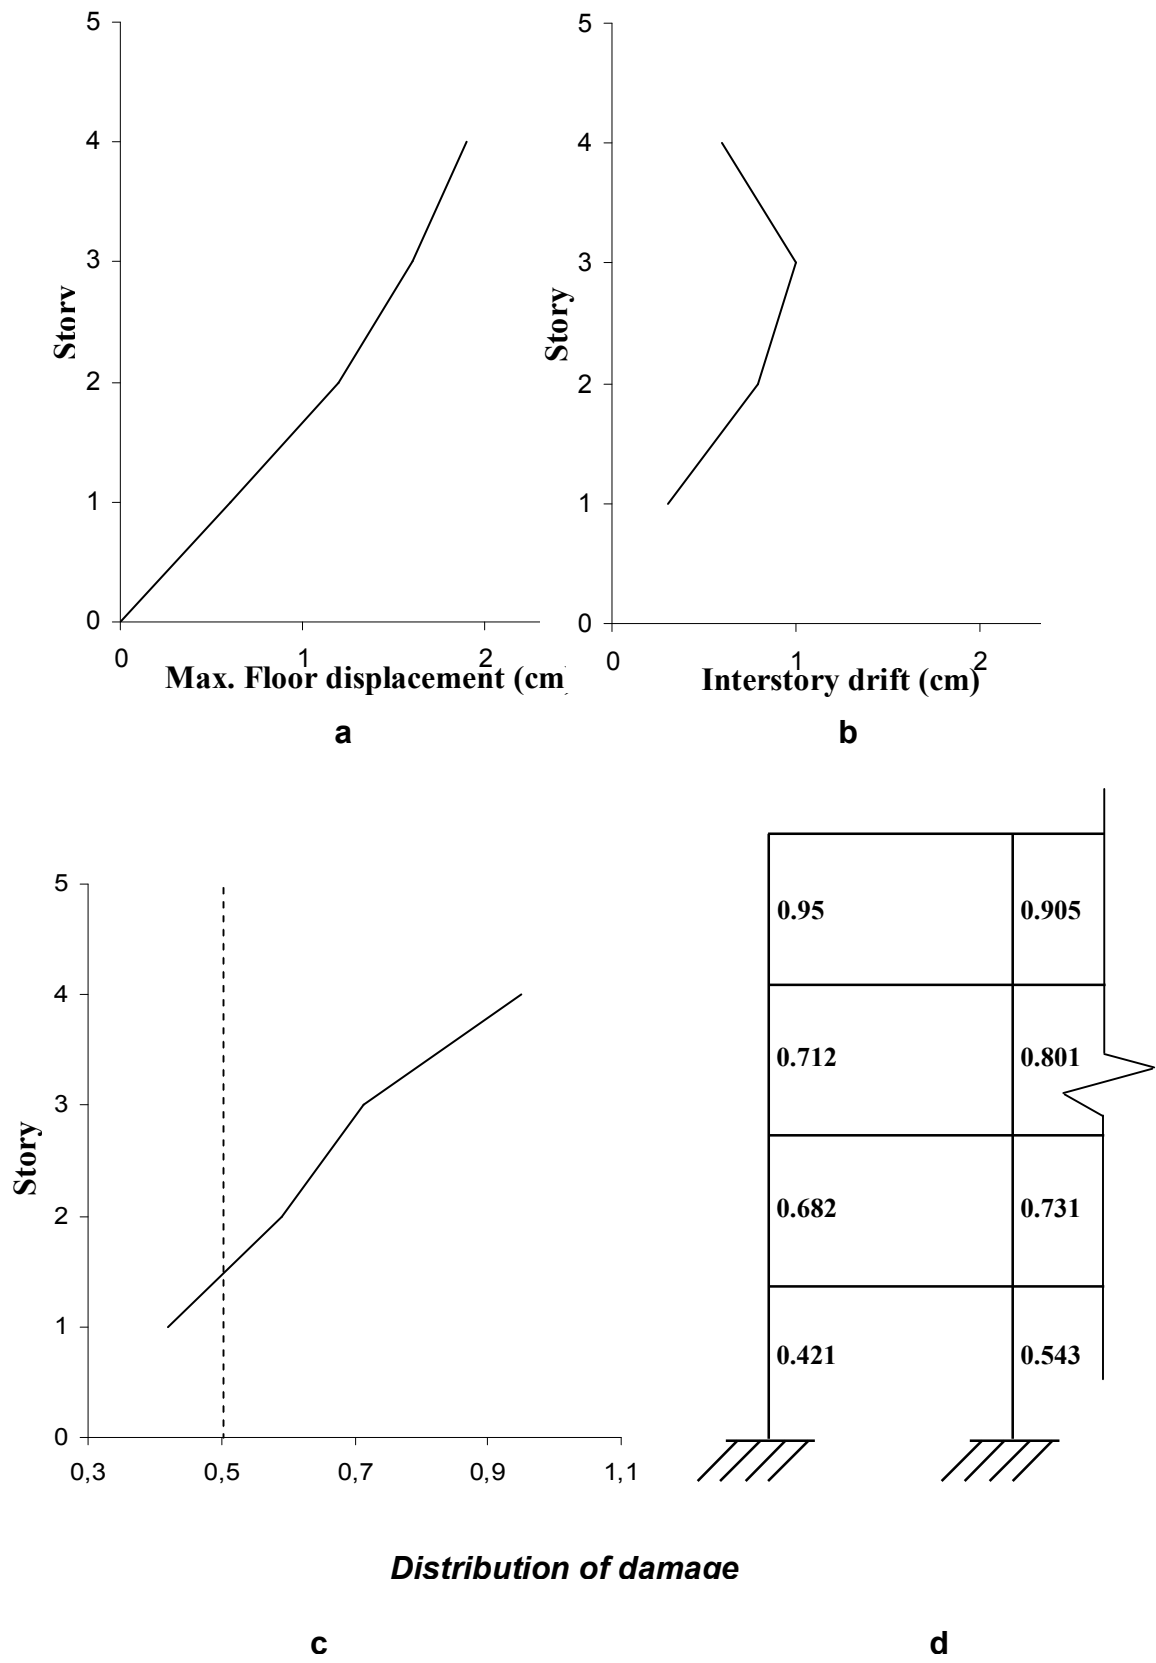 5
4
3
2
1
0
Story
0 1 2
Max. Floor displacement (cm)
a
5
4
3
2
1
0
Story
0 1 2
Interstory drift (cm)
b
5
4
3
2
1
0
Story
0,3 0,5 0,7 0,9 1,1
0.95 0.905
0.712 0.801
0.682 0.731
0.421 0.543
Distribution of damage
c
d